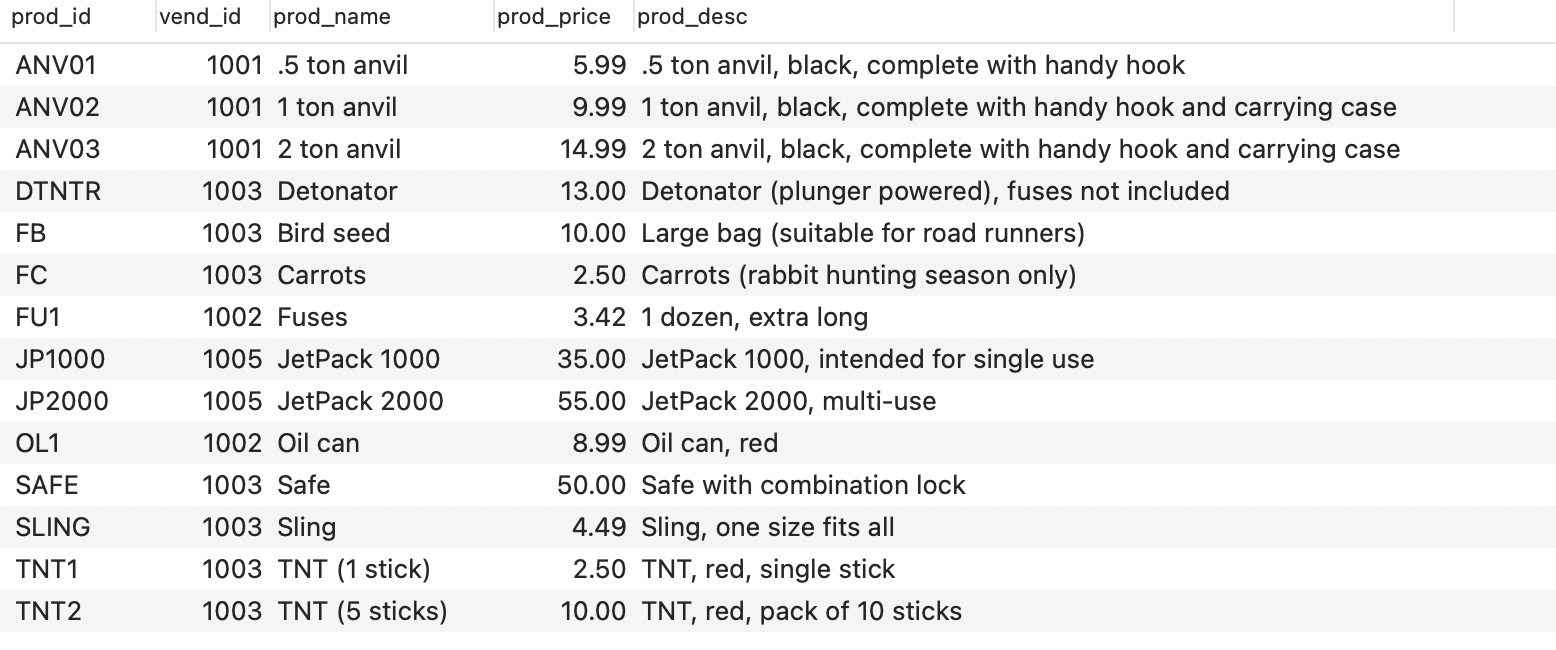 prod_id vend_id prod_name prod_price prod_desc
ANV01 1001 .5 ton anvil 5.99 .5 ton anvil, black, complete with handy hook
ANV02 1001 1 ton anvil 9.99 1 ton anvil, black, complete with handy hook and carrying case
ANV03 1001 2 ton anvil 14.99 2 ton anvil, black, complete with handy hook and carrying case
DTNTR 1003 Detonator 13.00 Detonator (plunger powered), fuses not included
FB 1003 Bird seed 10.00 Large bag (suitable for road runners)
FC 1003 Carrots 2.50 Carrots (rabbit hunting season only)
FU1 1002 Fuses 3.42 1 dozen, extra long
JP1000 1005 JetPack 1000 35.00 JetPack 1000, intended for single use
JP2000 1005 JetPack 2000 55.00 JetPack 2000, multi-use
OL1 1002 Oil can 8.99 Oil can, red
SAFE 1003 Safe 50.00 Safe with combination lock
SLING 1003 Sling 4.49 Sling, one size fits all
TNT1 1003 TNT (1 stick) 2.50 TNT, red, single stick
TNT2 1003 TNT (5 sticks) 10.00 TNT, red, pack of 10 sticks